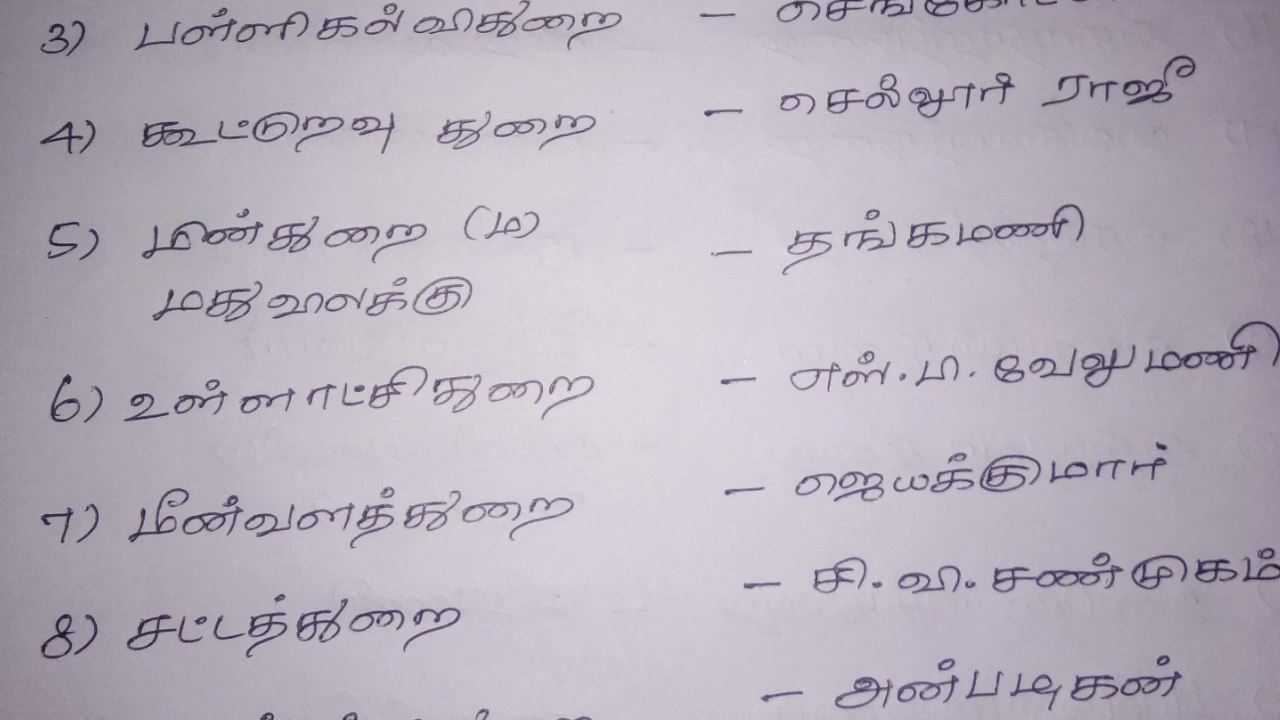 3) பள்ளிகல்விதுறை - செங்கோட்
4) கூட்டுறவு துறை - செல்லூர் ராஜீ
5) மின்துறை (ம) - தங்கமணி
மதுவிலக்கு
6) உள்ளாட்சிதுறை - எஸ்.பி. வேலுமணி
7) மீன்வளத்துறை - ஜெயக்குமார்
8) சட்டத்துறை - சி.வி. சண்முகம்
- அன்பழகன்